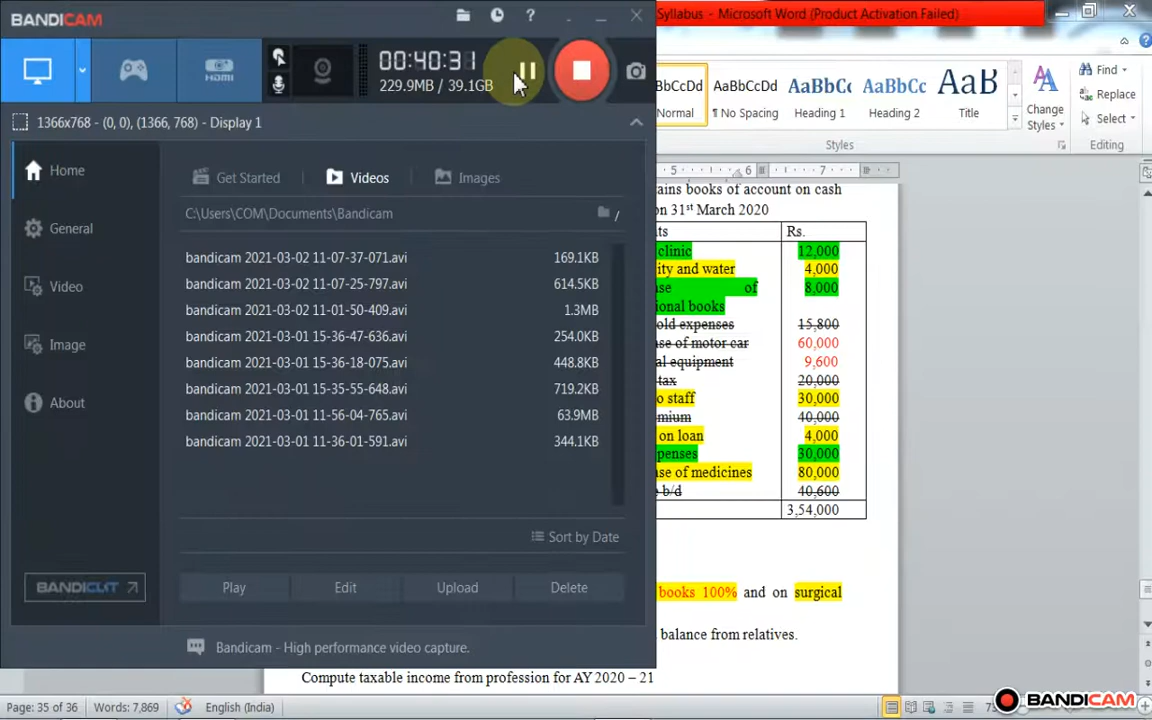 BANDICAM
?
Syllabus - Microsoft Word (Product Activation Failed)
HDMI
00:40:31
229.9MB / 39.1GB
BbCcDd AaBbCcDd AaBbCc AaBbCc AaB
Normal ¶ No Spacing Heading 1 Heading 2 Title
Change Styles
Find
Replace
Select
Styles
Editing
1366x768 - (0, 0), (1366, 768) - Display 1
5 6 7
Home
General
Video
Image
About
BANDICUT
Get Started
Videos
Images
C:\Users\COM\Documents\Bandicam
/
bandicam 2021-03-02 11-07-37-071.avi 169.1KB
bandicam 2021-03-02 11-07-25-797.avi 614.5KB
bandicam 2021-03-02 11-01-50-409.avi 1.3MB
bandicam 2021-03-01 15-36-47-636.avi 254.0KB
bandicam 2021-03-01 15-36-18-075.avi 448.8KB
bandicam 2021-03-01 15-35-55-648.avi 719.2KB
bandicam 2021-03-01 11-56-04-765.avi 63.9MB
bandicam 2021-03-01 11-36-01-591.avi 344.1KB
Sort by Date
Play Edit Upload Delete
Bandicam - High performance video capture.
ains books of account on cash
on 31st March 2020
ts Rs.
clinic 12,000
ity and water 4,000
se of 8,000
ional books
old expenses 15,800
se of motor car 60,000
al equipment 9,600
tax 20,000
o staff 30,000
mium 40,000
on loan 4,000
penses 30,000
se of medicines 80,000
e b/d 40,600
3,54,000
books 100% and on surgical
balance from relatives.
Compute taxable income from profession for AY 2020 – 21
Page: 35 of 36 Words: 7,869 English (India)
BANDICAM